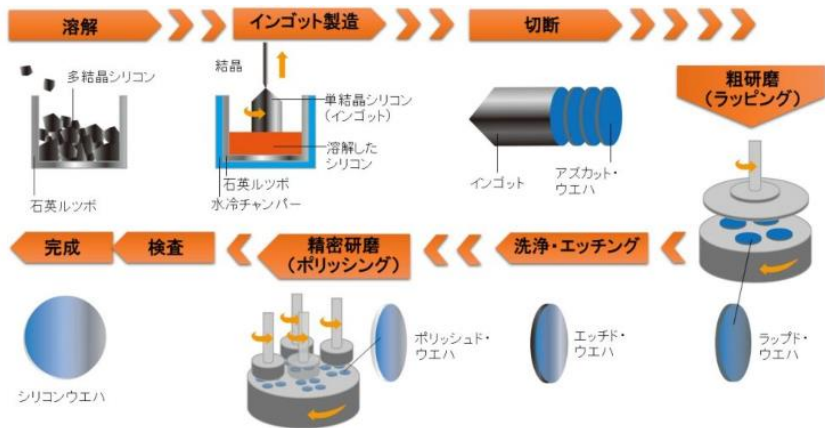 溶解
インゴット製造
切断
多結晶シリコン
石英ルツボ
結晶
単結晶シリコン
(インゴット)
溶解した
シリコン
石英ルツボ
水冷チャンバー
インゴット
アズカット・
ウエハ
粗研磨
(ラッピング)
ラップド・
ウエハ
洗浄・エッチング
エッチド・
ウエハ
精密研磨
(ポリッシング)
ポリッシュド・
ウエハ
検査
完成
シリコンウエハ